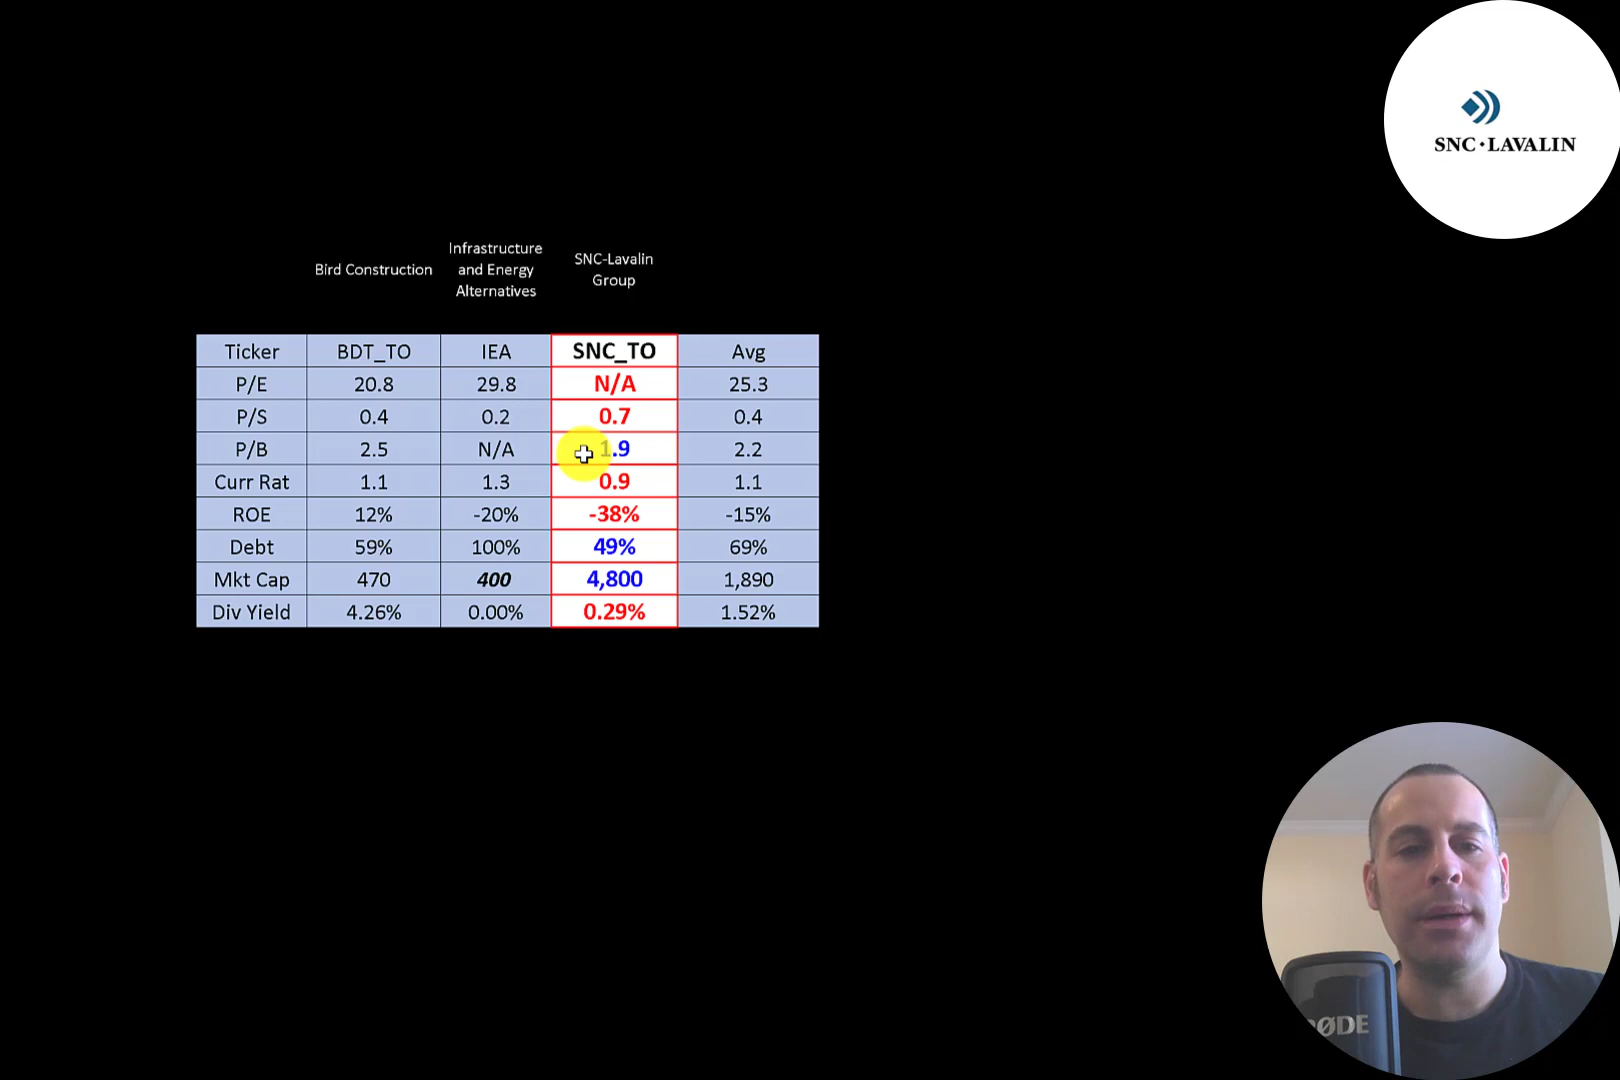 SNC·LAVALIN
Bird Construction
Infrastructure
and Energy
Alternatives
SNC-Lavalin
Group
Ticker BDT_TO IEA SNC_TO Avg
P/E 20.8 29.8 N/A 25.3
P/S 0.4 0.2 0.7 0.4
P/B 2.5 N/A 1.9 2.2
Curr Rat 1.1 1.3 0.9 1.1
ROE 12% -20% -38% -15%
Debt 59% 100% 49% 69%
Mkt Cap 470 400 4,800 1,890
Div Yield 4.26% 0.00% 0.29% 1.52%
RØDE